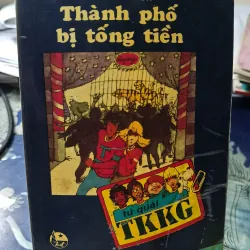 Thành phố
bị tống tiền
tứ quái
TKKG